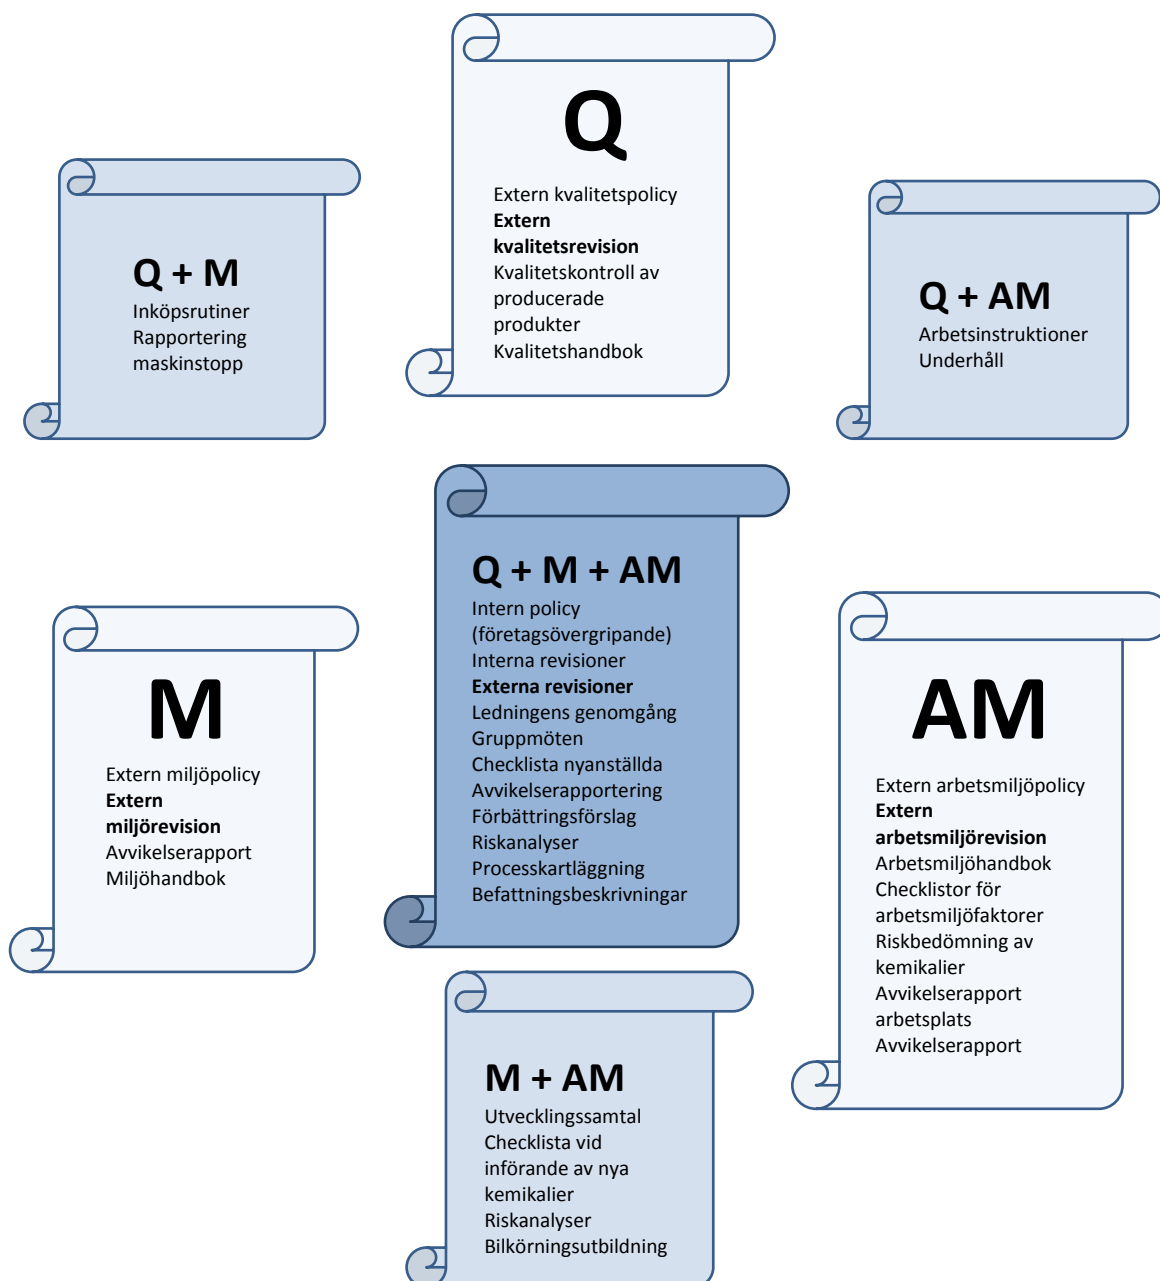 Q
Extern kvalitetspolicy
Extern
kvalitetsrevision
Kvalitetskontroll av
producerade
produkter
Kvalitetshandbok
Q + M
Inköpsrutiner
Rapportering
maskinstopp
Q + AM
Arbetsinstruktioner
Underhåll
Q + M + AM
Intern policy
(företagsövergripande)
Interna revisioner
Externa revisioner
Ledningens genomgång
Gruppmöten
Checklista nyanställda
Avvikelserapportering
Förbättringsförslag
Riskanalyser
Processkartläggning
Befattningsbeskrivningar
M
Extern miljöpolicy
Extern
miljörevision
Avvikelserapport
Miljöhandbok
AM
Extern arbetsmiljöpolicy
Extern
arbetsmiljörevision
Arbetsmiljöhandbok
Checklistor för
arbetsmiljöfaktorer
Riskbedömning av
kemikalier
Avvikelserapport
arbetsplats
Avvikelserapport
M + AM
Utvecklingssamtal
Checklista vid
införande av nya
kemikalier
Riskanalyser
Bilkörningsutbildning